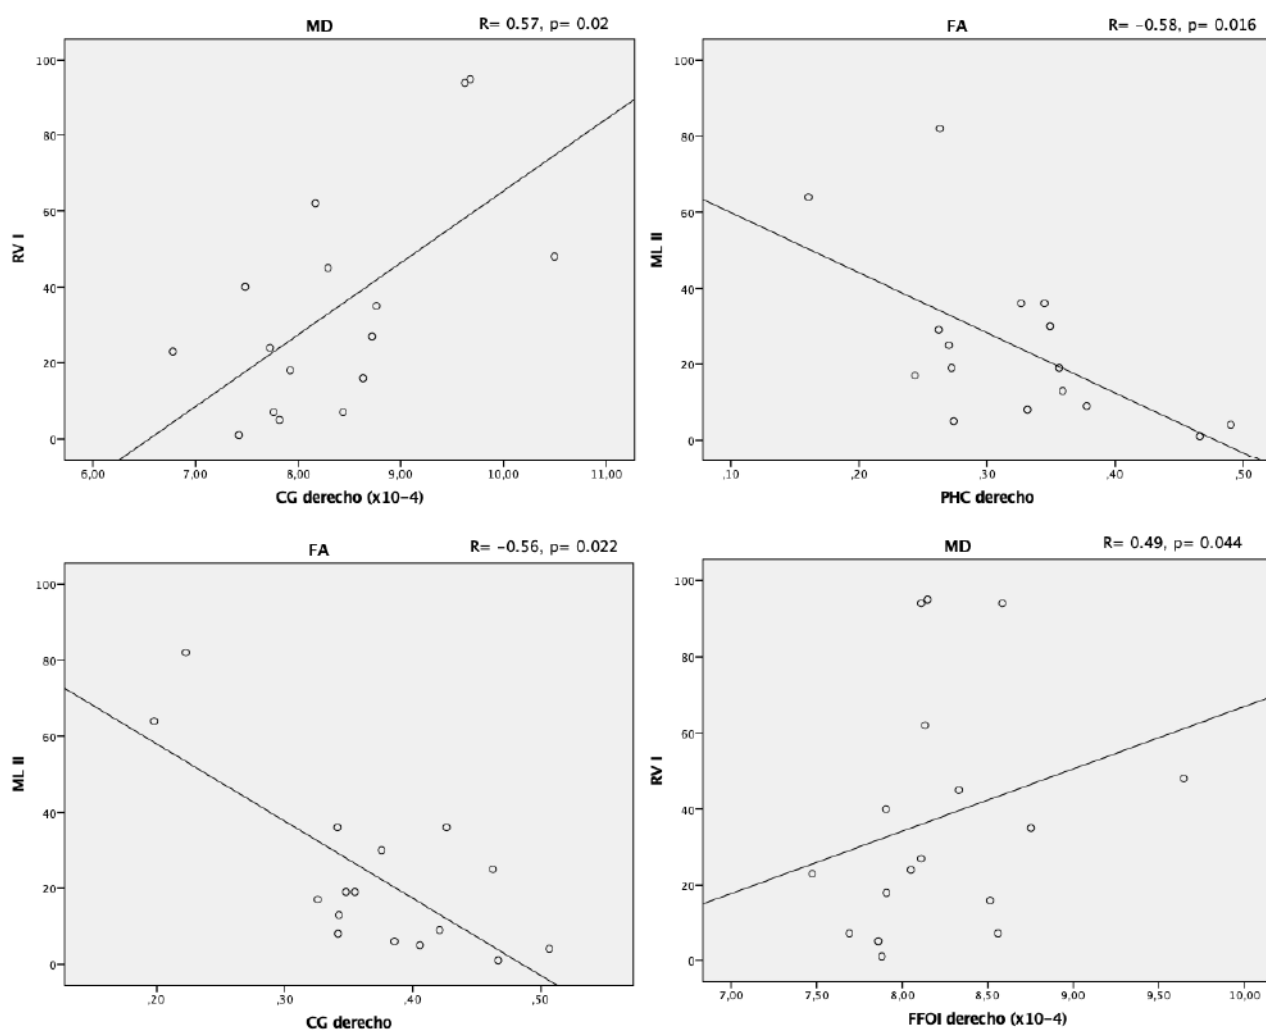 MD
R= 0.57, p= 0.02
100
80
60
40
20
0
RV I
6,00 7,00 8,00 9,00 10,00 11,00
CG derecho (x10-4)
FA
R= -0.58, p= 0.016
100
80
60
40
20
0
ML II
,10 ,20 ,30 ,40 ,50
PHC derecho
FA
R= -0.56, p= 0.022
100
80
60
40
20
0
ML II
,20 ,30 ,40 ,50
CG derecho
MD
R= 0.49, p= 0.044
100
80
60
40
20
0
RV I
7,00 7,50 8,00 8,50 9,00 9,50 10,00
FFOI derecho (x10-4)